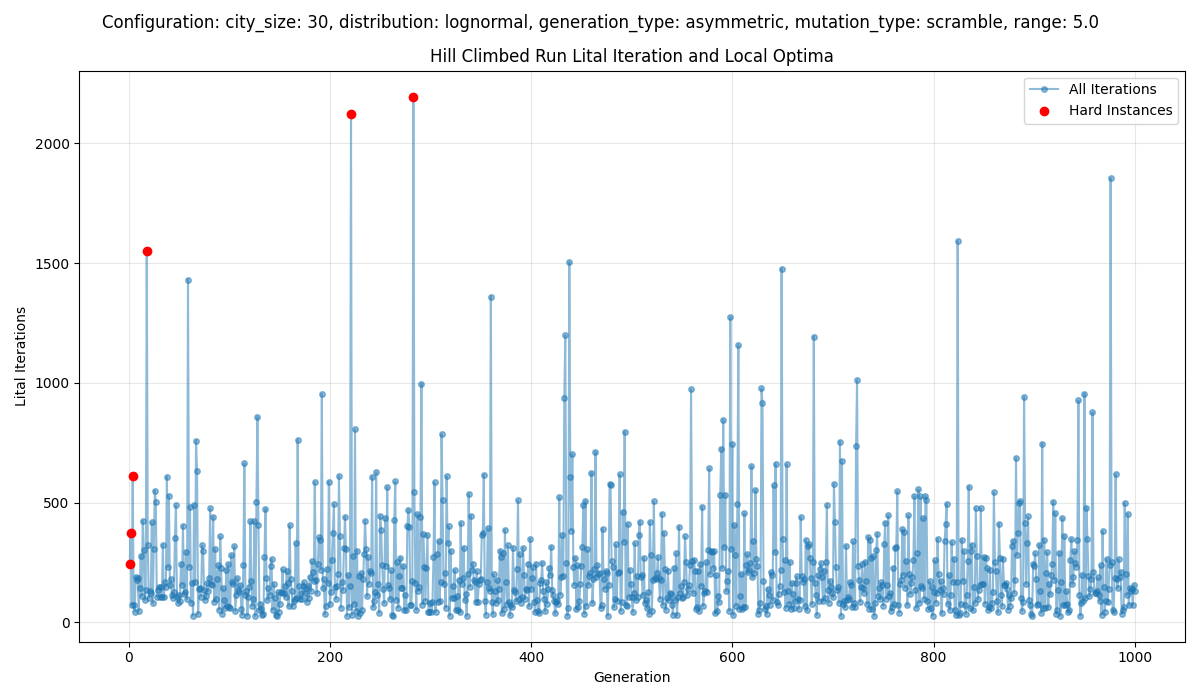 Configuration: city_size: 30, distribution: lognormal, generation_type: asymmetric, mutation_type: scramble, range: 5.0
Hill Climbed Run Lital Iteration and Local Optima
All Iterations
Hard Instances
2000
1500
1000
500
0
Lital Iterations
0 200 400 600 800 1000
Generation